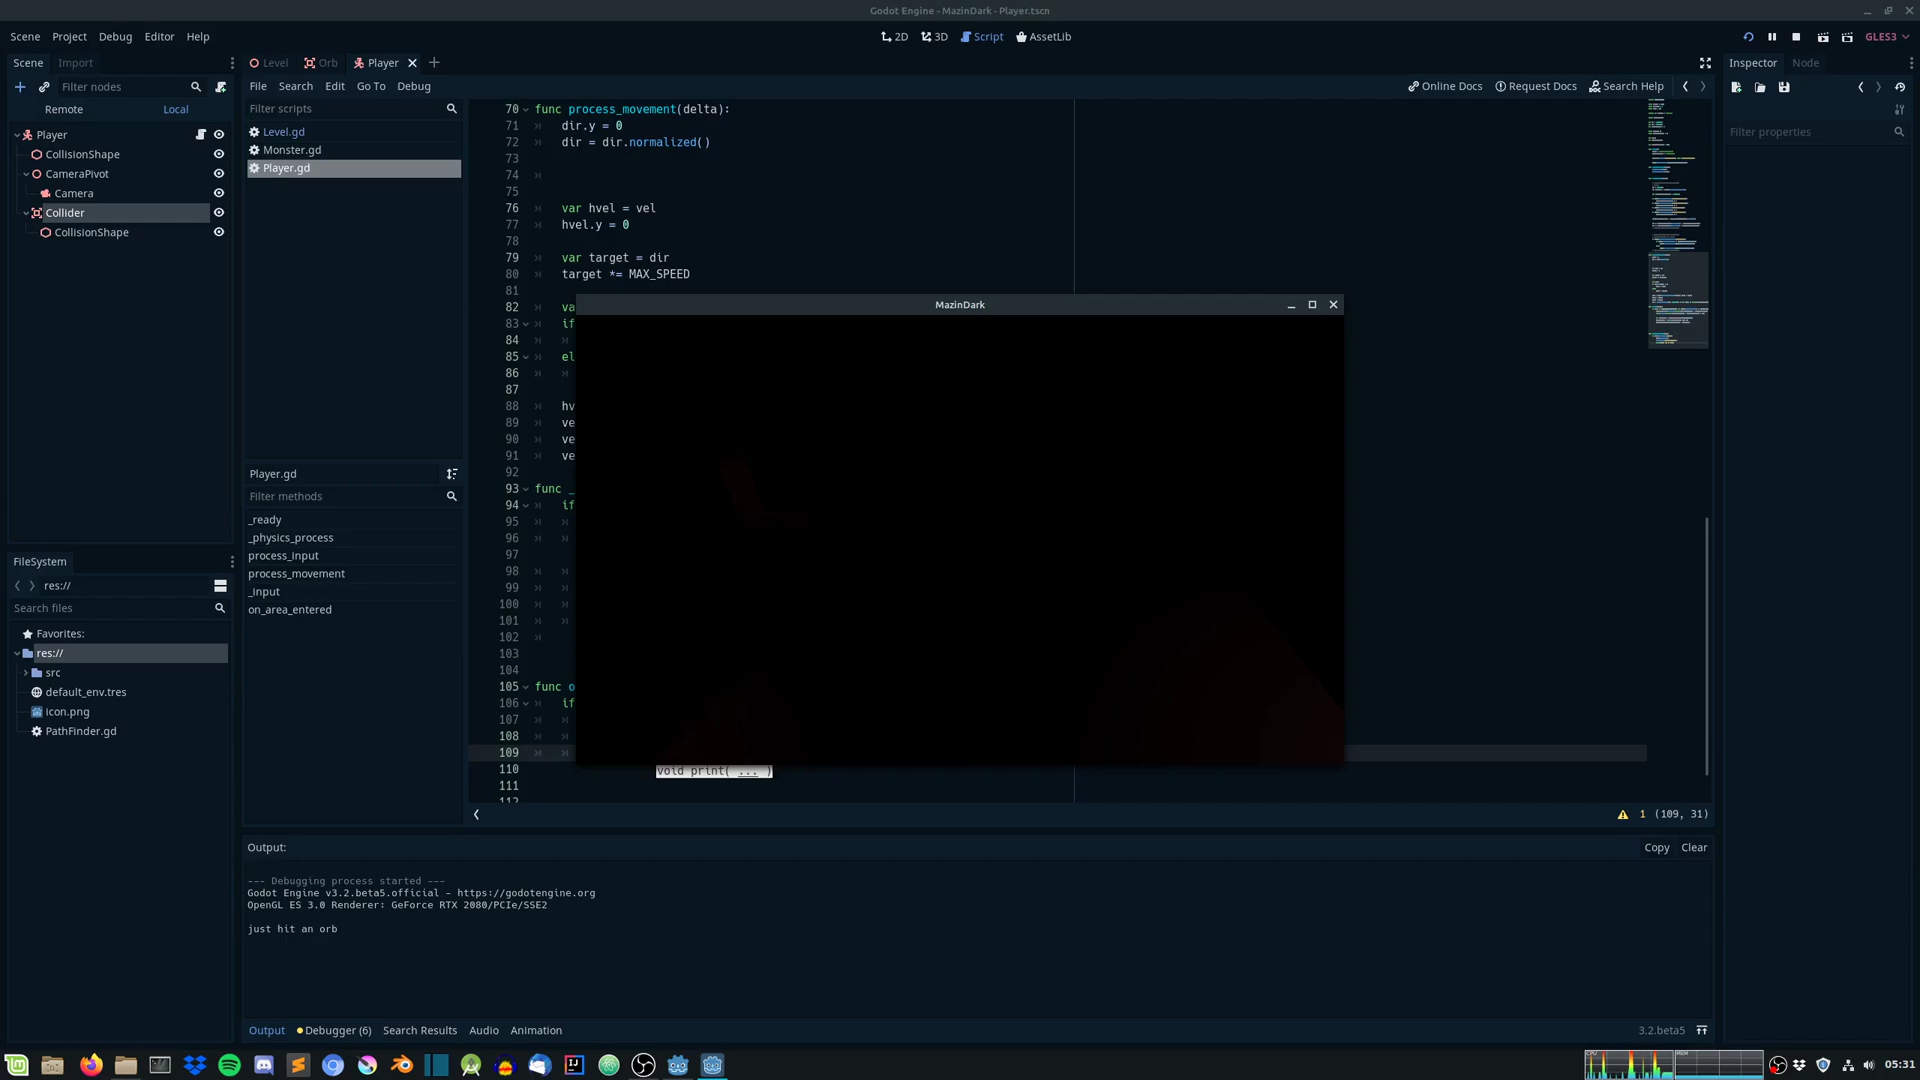 Godot Engine - MazinDark - Player.tscn
Scene Project Debug Editor Help
2D 3D Script AssetLib
GLES3
Scene Import
Filter nodes
Remote Local
Player
CollisionShape
CameraPivot
Camera
Collider
CollisionShape
FileSystem
res://
Search files
Favorites:
res://
src
default_env.tres
icon.png
PathFinder.gd
Level Orb Player
File Search Edit Go To Debug
Online Docs Request Docs Search Help
Filter scripts
Level.gd
Monster.gd
Player.gd
Player.gd
Filter methods
_ready
_physics_process
process_input
process_movement
_input
on_area_entered
70 func process_movement(delta):
71 dir.y = 0
72 dir = dir.normalized()
73
74
75
76 var hvel = vel
77 hvel.y = 0
78
79 var target = dir
80 target *= MAX_SPEED
81
82 va
83 if
84
85 el
86
87
88 hv
89 ve
90 ve
91 ve
92
93 func _
94 if
95
96
97
98
99
100
101
102
103
104
105 func o
106 if
107
108
109
110
111
112
void print( ... )
MazinDark
1 (109, 31)
Output:
Copy Clear
--- Debugging process started ---
Godot Engine v3.2.beta5.official - https://godotengine.org
OpenGL ES 3.0 Renderer: GeForce RTX 2080/PCIe/SSE2
just hit an orb
Output Debugger (6) Search Results Audio Animation
3.2.beta5
Inspector Node
Filter properties
CPU
MEM
05:31